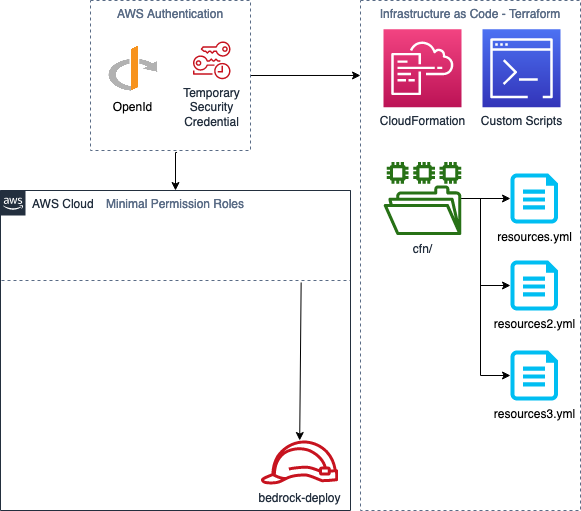 AWS Authentication
OpenId
Temporary
Security
Credential
Infrastructure as Code - Terraform
CloudFormation
Custom Scripts
cfn/
resources.yml
resources2.yml
resources3.yml
aws
AWS Cloud
Minimal Permission Roles
bedrock-deploy